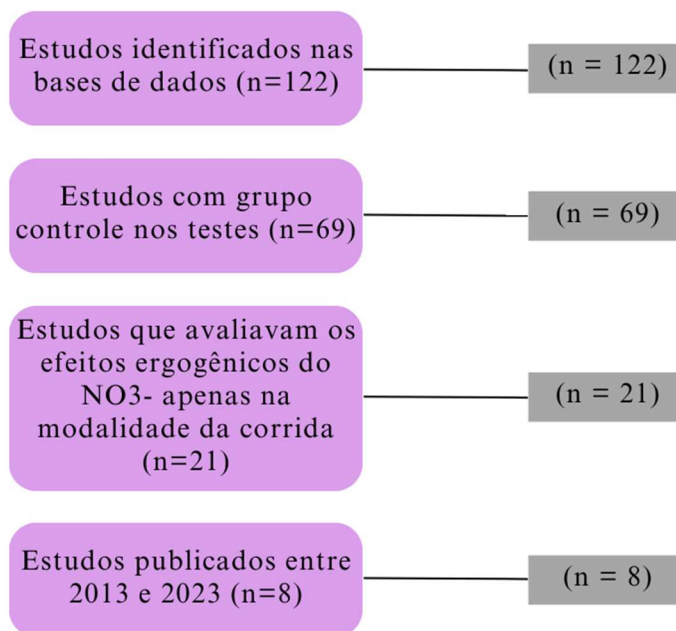 Estudos identificados nas
bases de dados (n=122)
(n = 122)
Estudos com grupo
controle nos testes (n=69)
(n = 69)
Estudos que avaliavam os
efeitos ergogênicos do
NO3- apenas na
modalidade da corrida
(n=21)
(n = 21)
Estudos publicados entre
2013 e 2023 (n=8)
(n = 8)